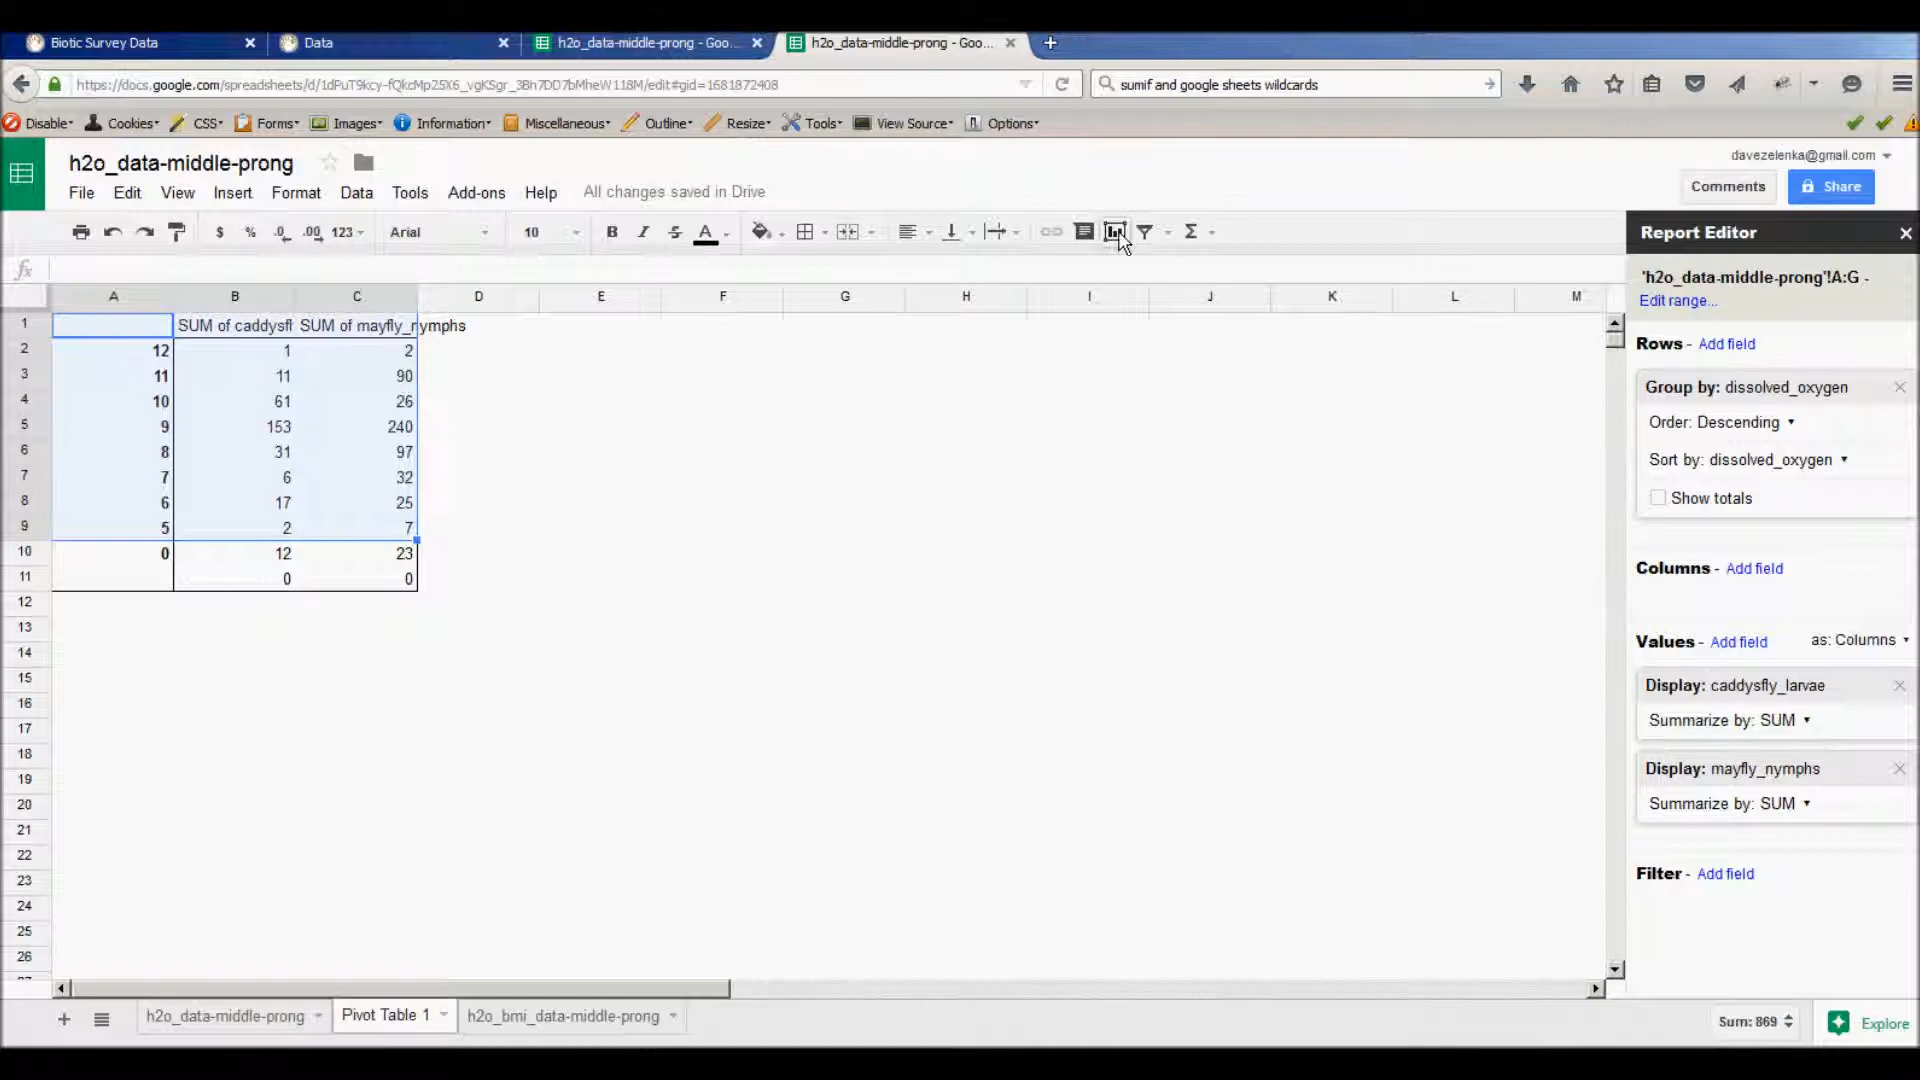 Biotic Survey Data
Data
h2o_data-middle-prong - Goo...
h2o_data-middle-prong - Goo...
https://docs.google.com/spreadsheets/d/1dPuT9kcy-fQkcMp25X6_vgKSgr_3Bh7DD7bMheW118M/edit#gid=1681872408
sumif and google sheets wildcards
Disable Cookies CSS Forms Images Information Miscellaneous Outline Resize Tools View Source Options
h2o_data-middle-prong
davezelenka@gmail.com
File Edit View Insert Format Data Tools Add-ons Help All changes saved in Drive
Comments Share
$ % .0 .00 123 Arial 10 B I S A Σ
Report Editor
fx
'h2o_data-middle-prong'!A:G -
Edit range...
A B C D E F G H I J K L M
1 SUM of caddysfl SUM of mayfly_nymphs
2 12 1 2
3 11 11 90
4 10 61 26
5 9 153 240
6 8 31 97
7 7 6 32
8 6 17 25
9 5 2 7
10 0 12 23
11 0 0
12
13
14
15
16
17
18
19
20
21
22
23
24
25
26
27
Rows - Add field
Group by: dissolved_oxygen
Order: Descending
Sort by: dissolved_oxygen
Show totals
Columns - Add field
Values - Add field as: Columns
Display: caddysfly_larvae
Summarize by: SUM
Display: mayfly_nymphs
Summarize by: SUM
Filter - Add field
h2o_data-middle-prong Pivot Table 1 h2o_bmi_data-middle-prong
Sum: 869
Explore